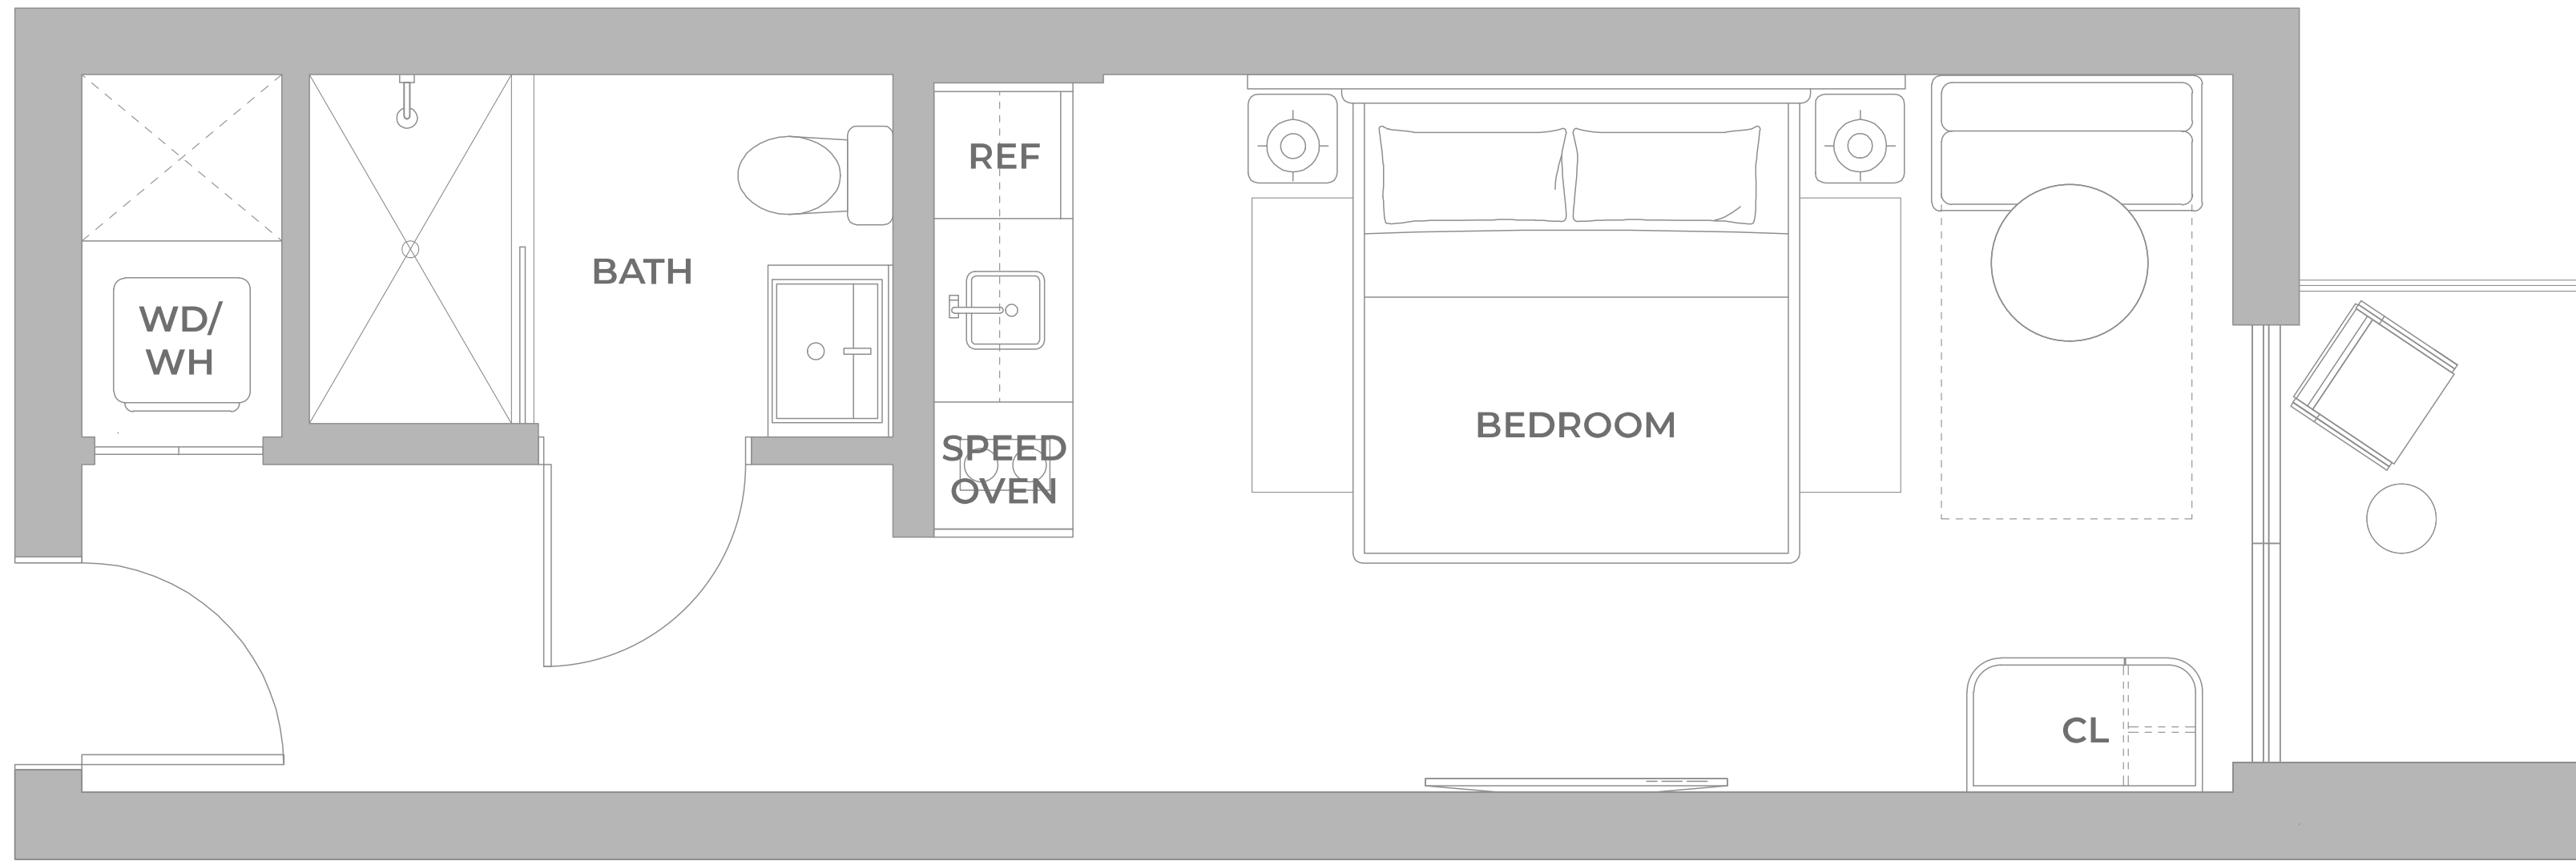 WD/
WH
BATH
REF
SPEED
OVEN
BEDROOM
CL